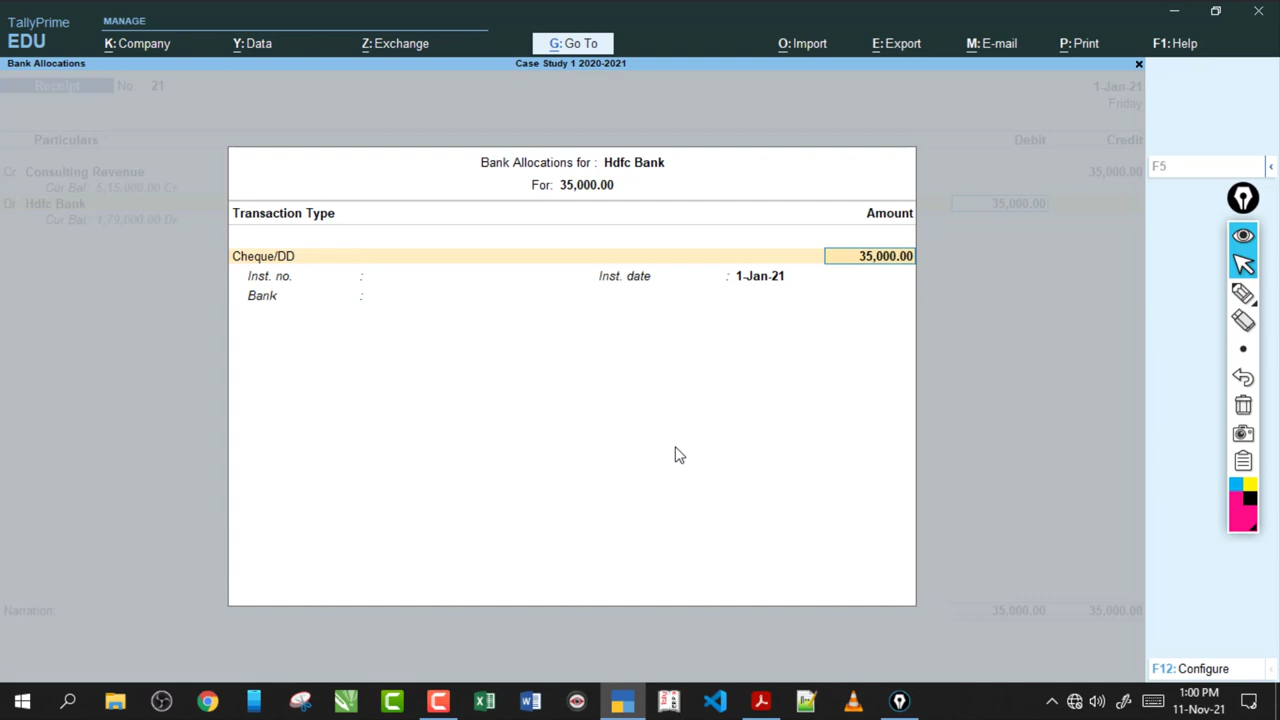 TallyPrime
EDU
MANAGE
K: Company
Y: Data
Z: Exchange
G: Go To
O: Import
E: Export
M: E-mail
P: Print
F1: Help
Bank Allocations
Case Study 1 2020-2021
Receipt No. 21
1-Jan-21
Friday
Particulars
Debit
Credit
Cr Consulting Revenue
35,000.00
Cur Bal: 5,15,000.00 Cr
Dr Hdfc Bank
35,000.00
Cur Bal: 1,79,000.00 Dr
Bank Allocations for : Hdfc Bank
For: 35,000.00
Transaction Type
Amount
Cheque/DD
35,000.00
Inst. no. :
Inst. date : 1-Jan-21
Bank :
Narration:
35,000.00
35,000.00
F5
F12: Configure
1:00 PM
11-Nov-21